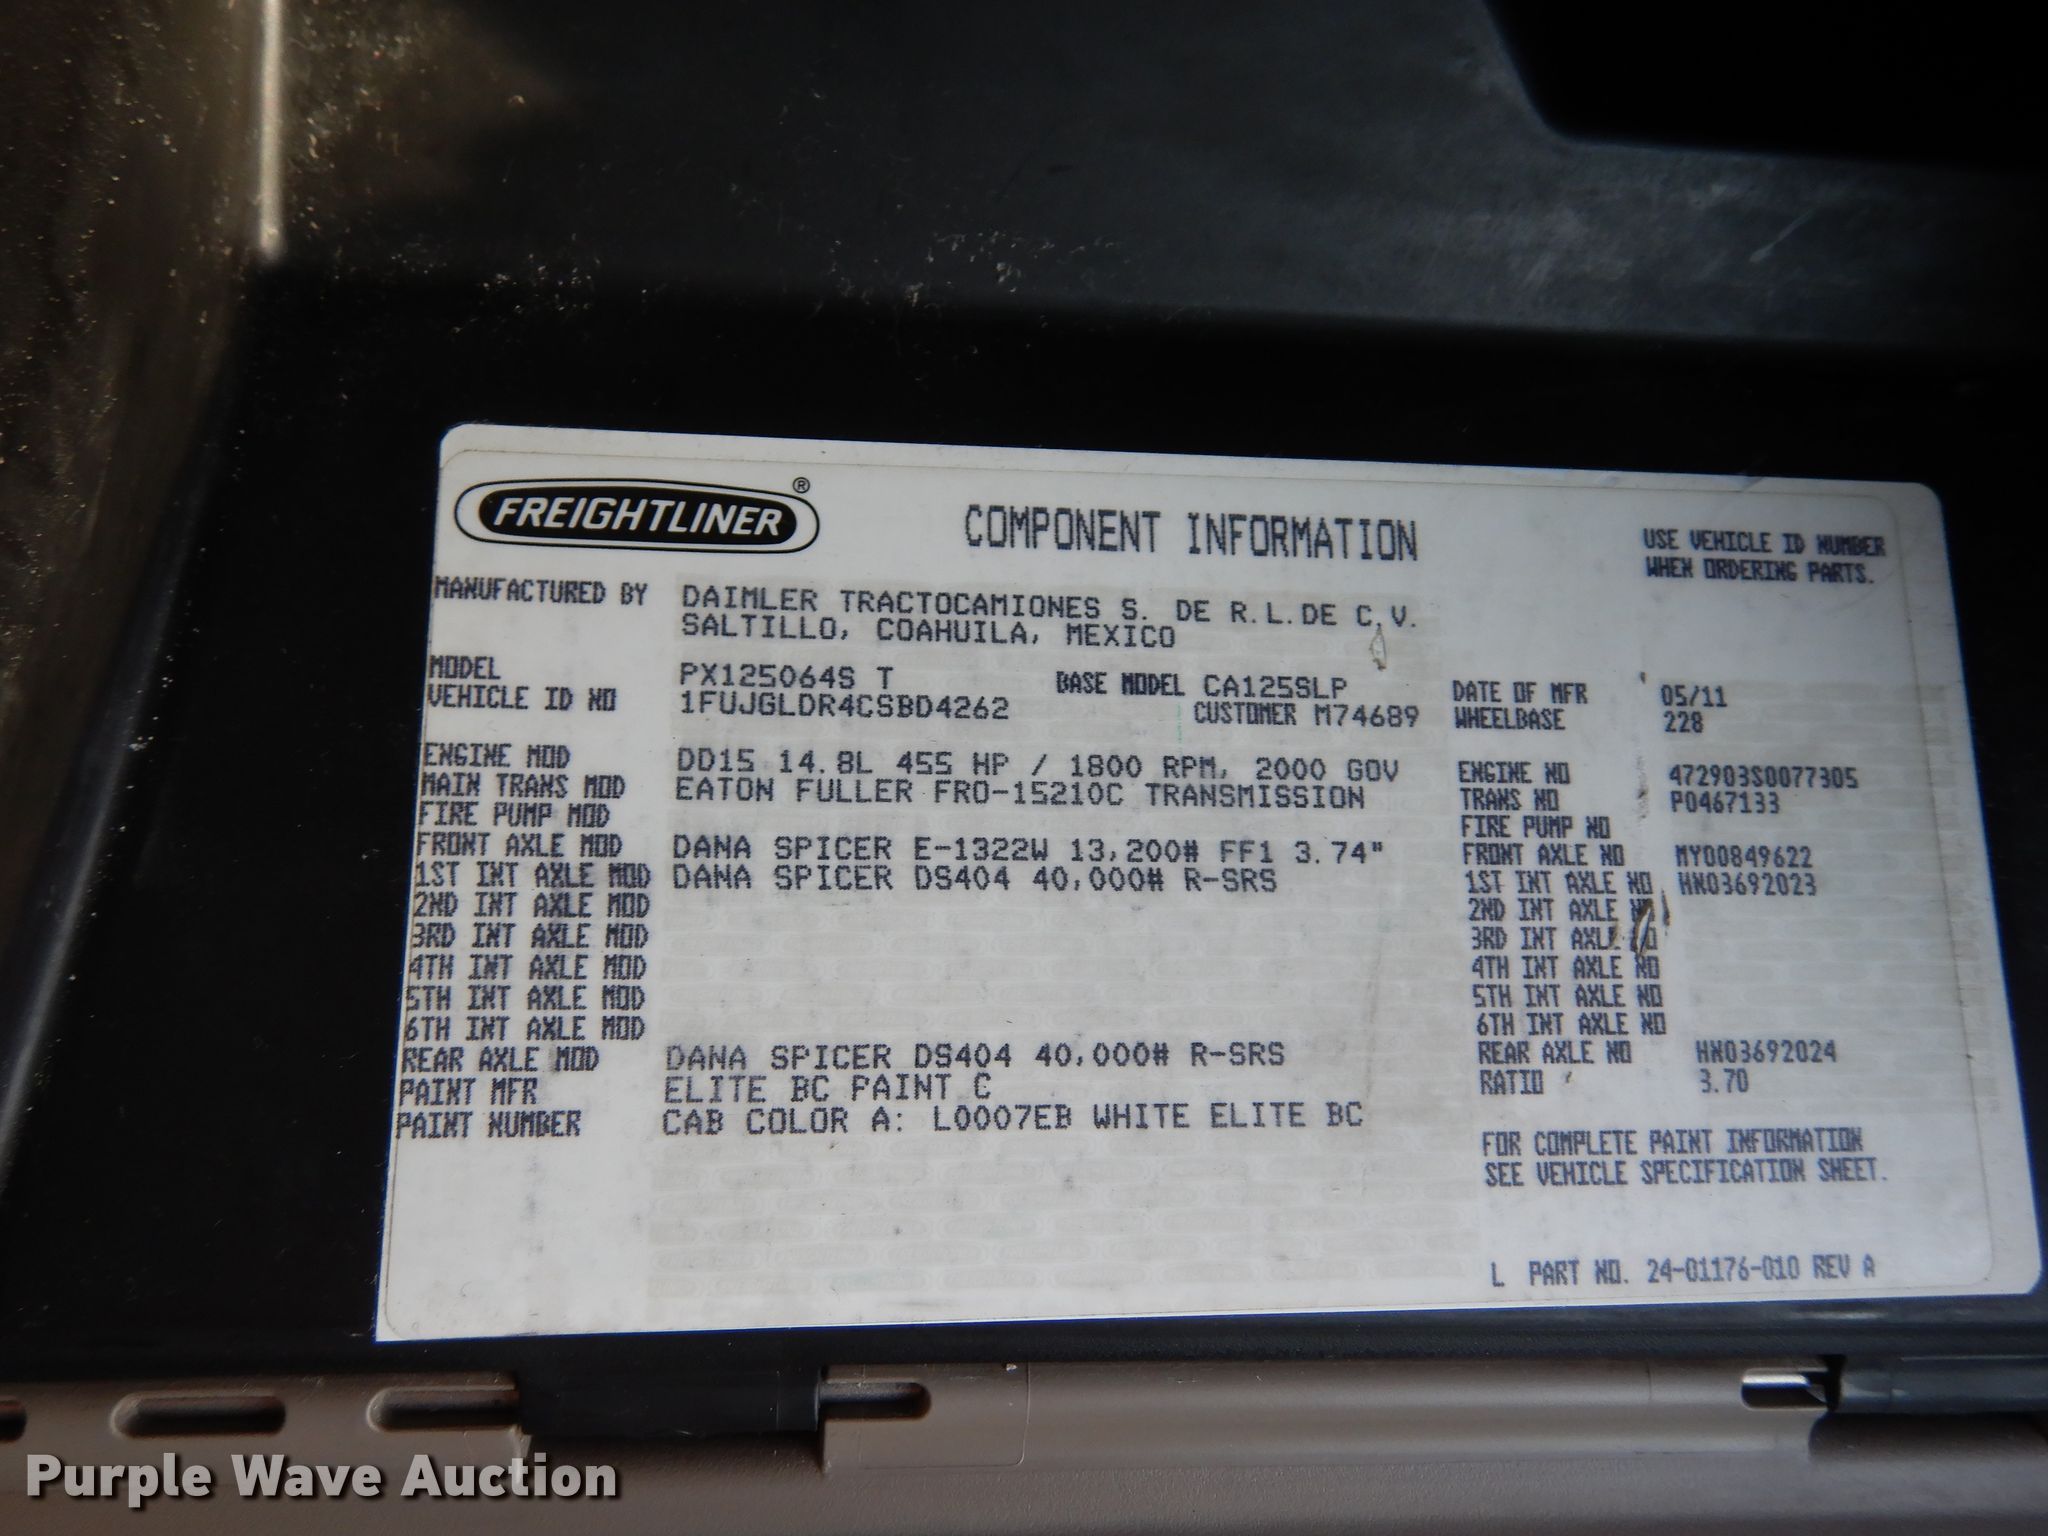 FREIGHTLINER®
COMPONENT INFORMATION
USE VEHICLE ID NUMBER
WHEN ORDERING PARTS.
MANUFACTURED BY DAIMLER TRACTOCAMIONES S. DE R.L.DE C.V.
SALTILLO, COAHUILA, MEXICO
MODEL PX125064S T BASE MODEL CA125SLP DATE OF MFR 05/11
VEHICLE ID NO 1FUJGLDR4CSBD4262 CUSTOMER M74689 WHEELBASE 228
ENGINE MOD DD15 14.8L 455 HP / 1800 RPM, 2000 GOV ENGINE NO 472903S0077305
MAIN TRANS MOD EATON FULLER FRO-15210C TRANSMISSION TRANS NO P0467133
FIRE PUMP MOD FIRE PUMP NO
FRONT AXLE MOD DANA SPICER E-1322W 13,200# FF1 3.74" FRONT AXLE NO MY00849622
1ST INT AXLE MOD DANA SPICER DS404 40,000# R-SRS 1ST INT AXLE NO HN03692023
2ND INT AXLE MOD 2ND INT AXLE NO
3RD INT AXLE MOD 3RD INT AXLE NO
4TH INT AXLE MOD 4TH INT AXLE NO
5TH INT AXLE MOD 5TH INT AXLE NO
6TH INT AXLE MOD 6TH INT AXLE NO
REAR AXLE MOD DANA SPICER DS404 40,000# R-SRS REAR AXLE NO HN03692024
PAINT MFR ELITE BC PAINT C RATIO 3.70
PAINT NUMBER CAB COLOR A: L0007EB WHITE ELITE BC
FOR COMPLETE PAINT INFORMATION
SEE VEHICLE SPECIFICATION SHEET.
L PART NO. 24-01176-010 REV A
Purple Wave Auction